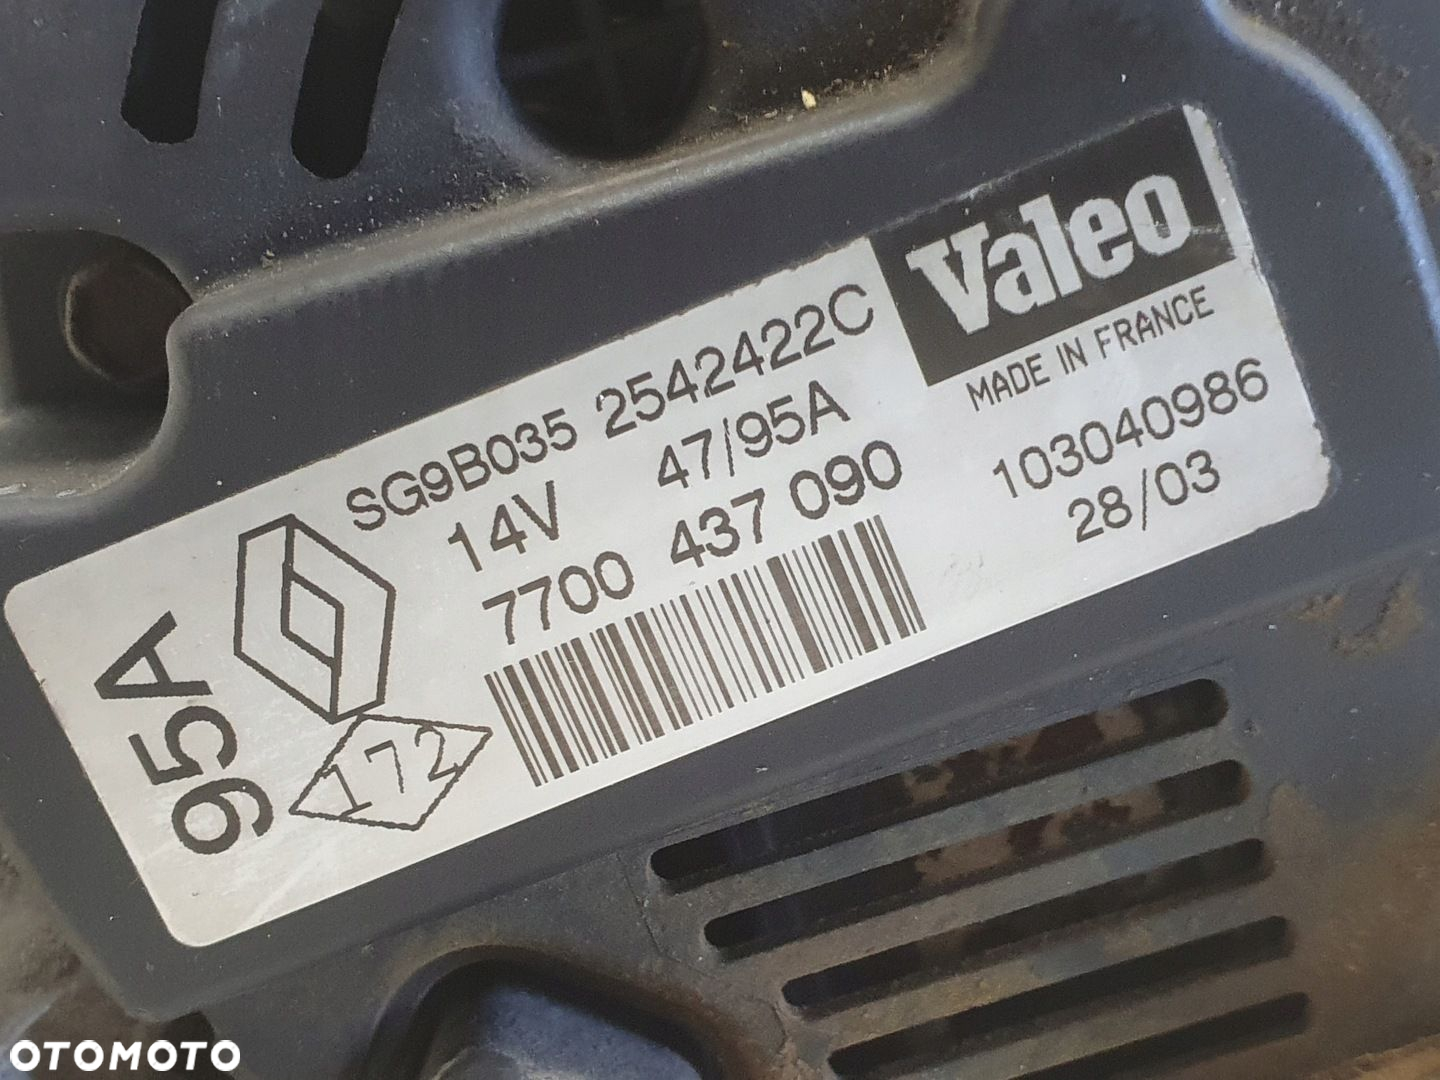 Valeo
MADE IN FRANCE
SG9B035 2542422C
14V 47/95A
7700 437 090
103040986
28/03
95A
172
OTOMOTO